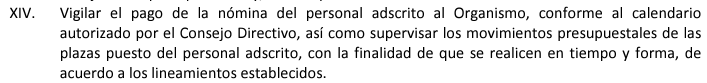 XIV. Vigilar el pago de la nómina del personal adscrito al Organismo, conforme al calendario
autorizado por el Consejo Directivo, así como supervisar los movimientos presupuestales de las
plazas puesto del personal adscrito, con la finalidad de que se realicen en tiempo y forma, de
acuerdo a los lineamientos establecidos.